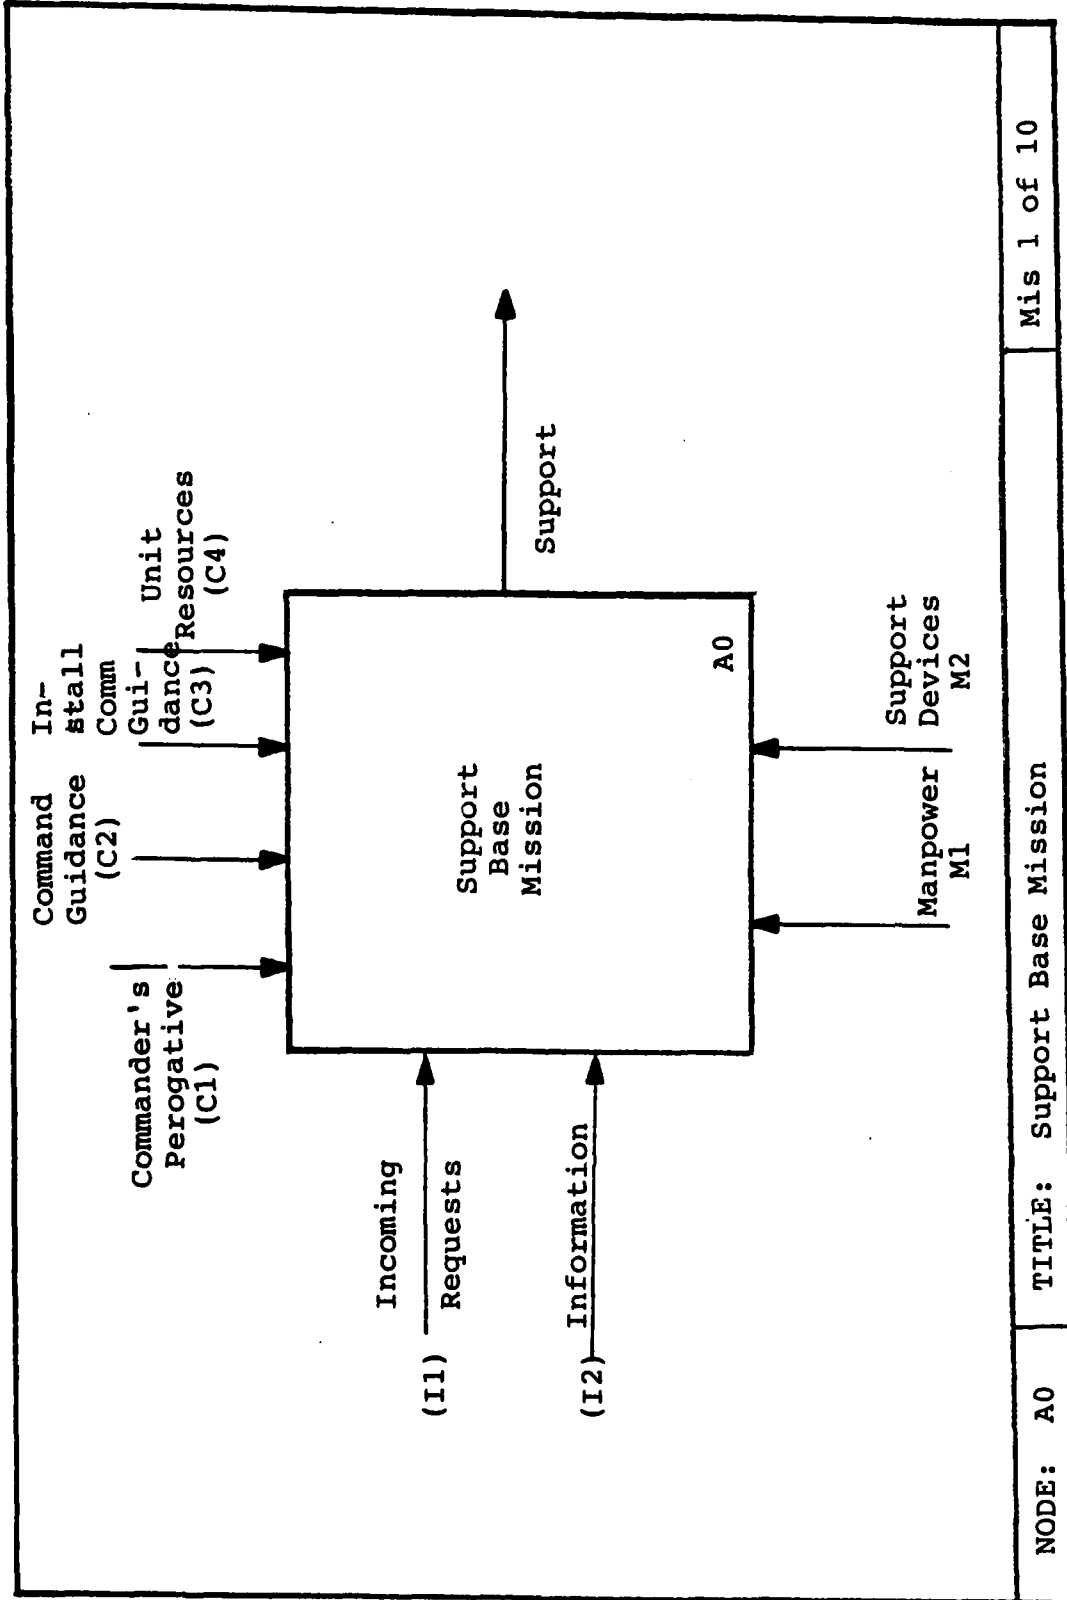 Commander's
Perogative
(C1)
Command
Guidance
(C2)
In-
stall
Comm
Gui-
dance
(C3)
Unit
Resources
(C4)
Incoming
Requests
(I1)
Information
(I2)
Support
Base
Mission
A0
Support
Manpower
M1
Support
Devices
M2
NODE: A0
TITLE: Support Base Mission
Mis 1 of 10